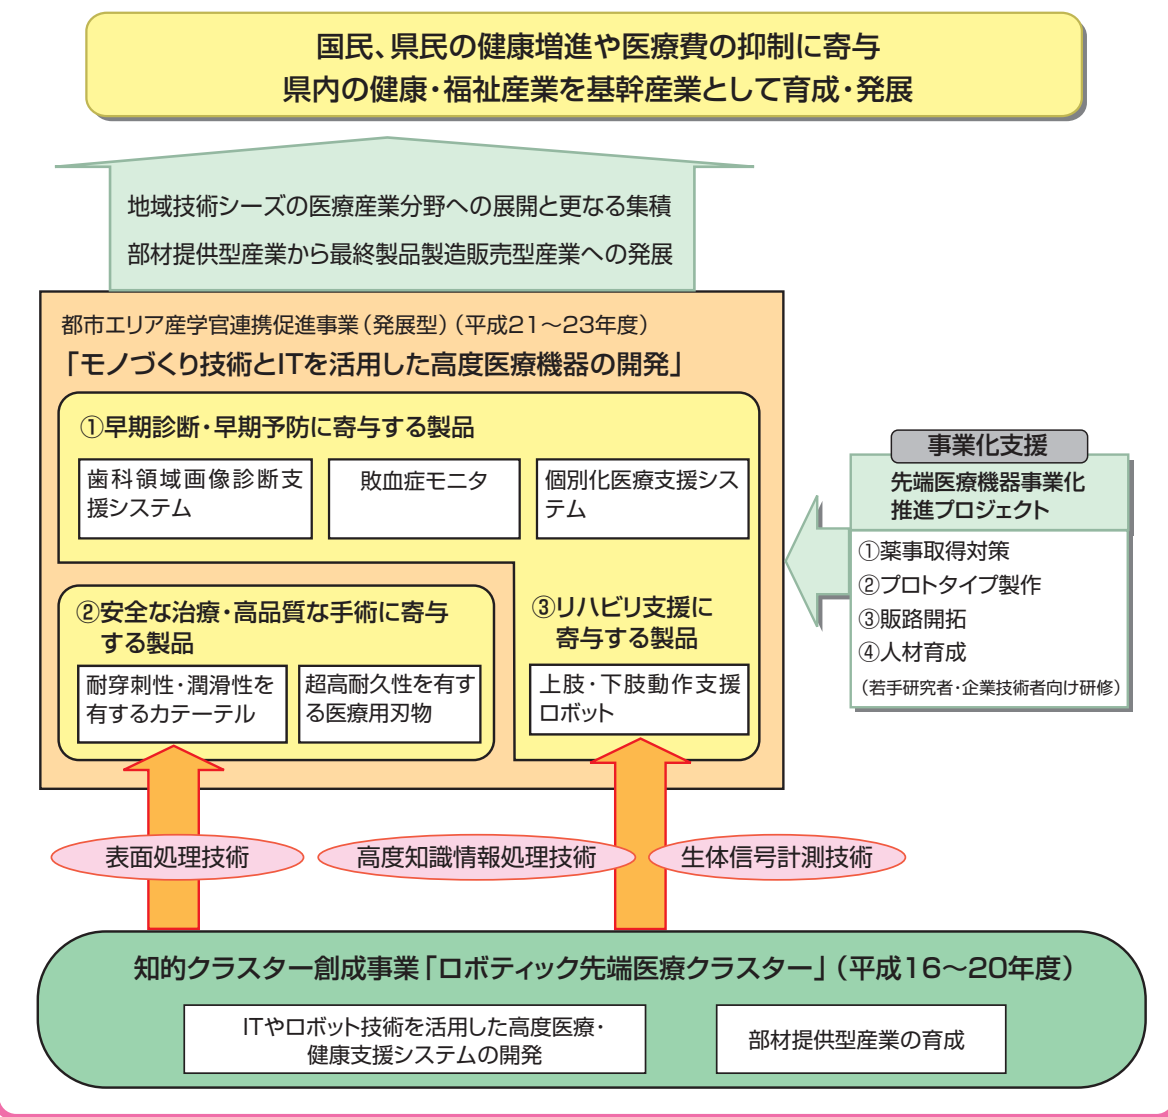 国民、県民の健康増進や医療費の抑制に寄与
県内の健康・福祉産業を基幹産業として育成・発展
地域技術シーズの医療産業分野への展開と更なる集積
部材提供型産業から最終製品製造販売型産業への発展
都市エリア産学官連携促進事業（発展型）（平成21～23年度）
「モノづくり技術とITを活用した高度医療機器の開発」
①早期診断・早期予防に寄与する製品
歯科領域画像診断支
援システム
敗血症モニタ
個別化医療支援シス
テム
②安全な治療・高品質な手術に寄与
する製品
耐穿刺性・潤滑性を
有するカテーテル
超高耐久性を有す
る医療用刃物
③リハビリ支援に
寄与する製品
上肢・下肢動作支援
ロボット
事業化支援
先端医療機器事業化
推進プロジェクト
①薬事取得対策
②プロトタイプ製作
③販路開拓
④人材育成
（若手研究者・企業技術者向け研修）
表面処理技術
高度知識情報処理技術
生体信号計測技術
知的クラスター創成事業「ロボティック先端医療クラスター」（平成16～20年度）
ITやロボット技術を活用した高度医療・
健康支援システムの開発
部材提供型産業の育成